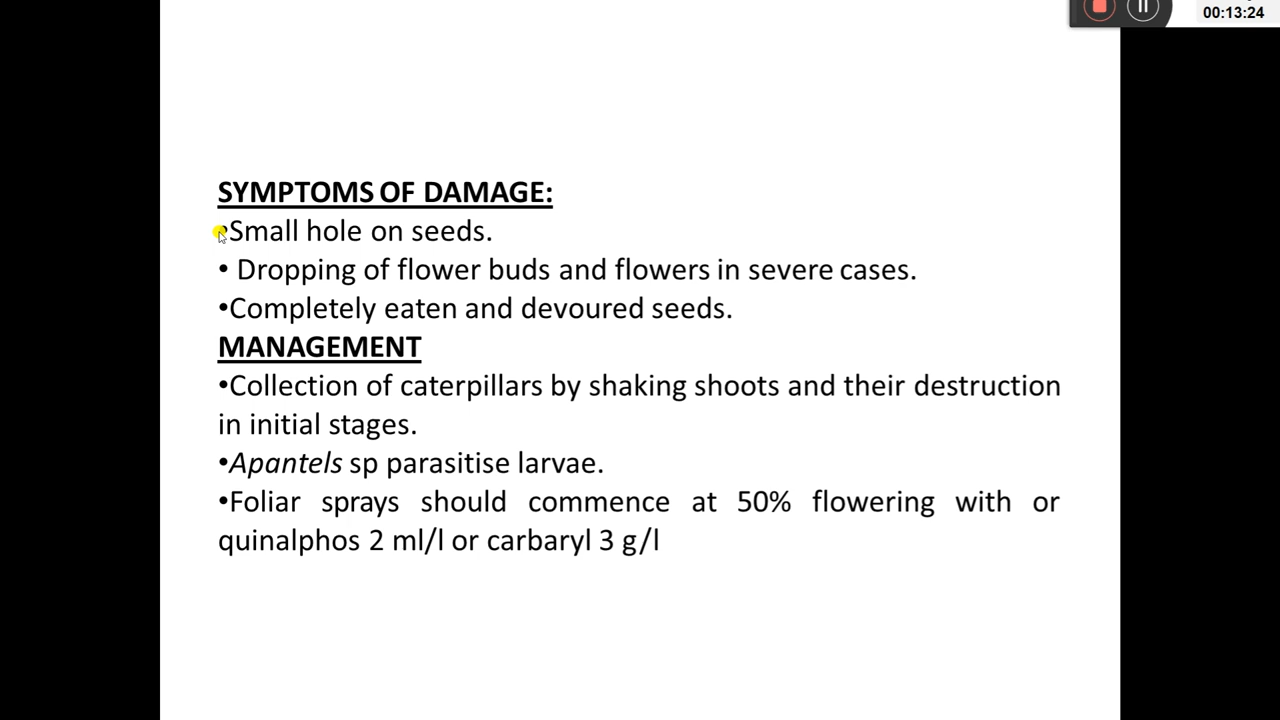 00:13:24
SYMPTOMS OF DAMAGE:
•Small hole on seeds.
• Dropping of flower buds and flowers in severe cases.
•Completely eaten and devoured seeds.
MANAGEMENT
•Collection of caterpillars by shaking shoots and their destruction
in initial stages.
•Apantels sp parasitise larvae.
•Foliar sprays should commence at 50% flowering with or
quinalphos 2 ml/l or carbaryl 3 g/l